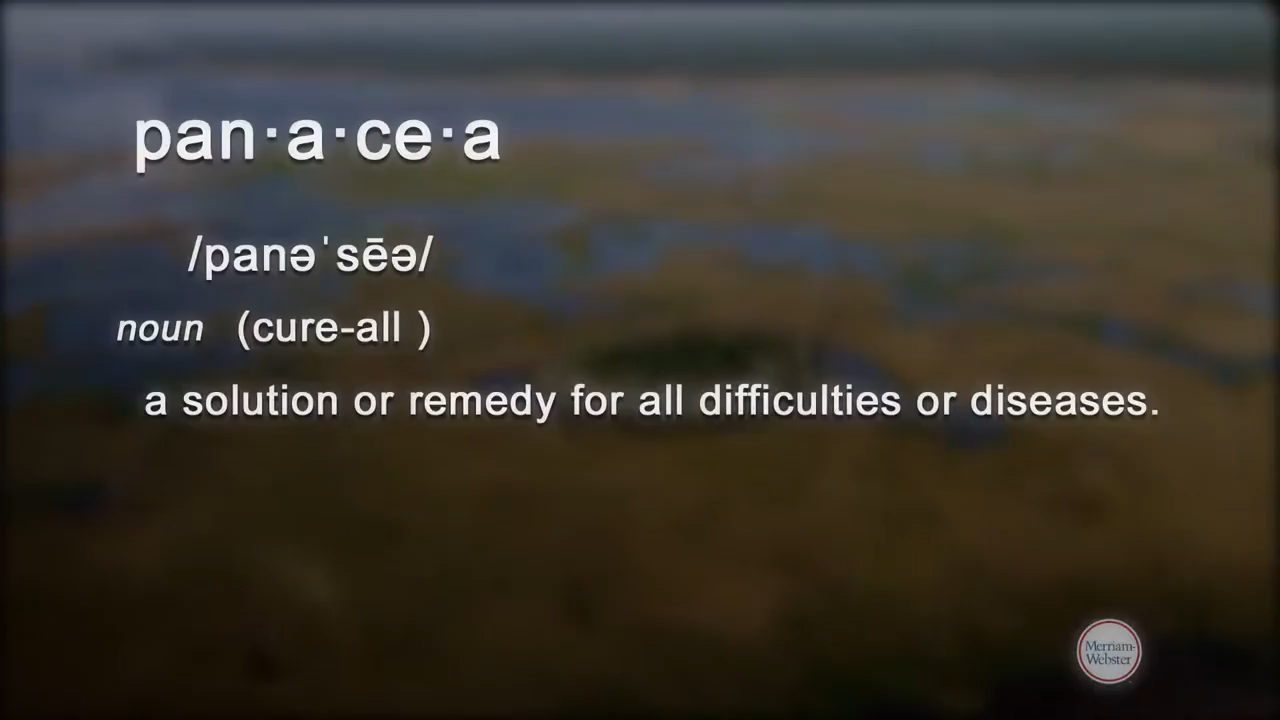 pan·a·ce·a
/panəˈsēə/
noun (cure-all )
a solution or remedy for all difficulties or diseases.
Merriam-
Webster